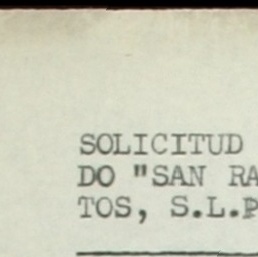 SOLICITUD
DO "SAN RA
TOS, S.L.P